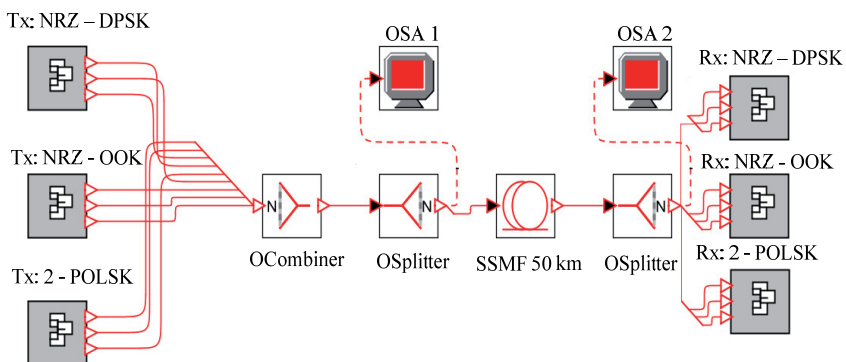 Tx: NRZ – DPSK
OSA 1
OSA 2
Rx: NRZ – DPSK
Tx: NRZ - OOK
Rx: NRZ - OOK
N
N
N
OCombiner
OSplitter
SSMF 50 km
OSplitter
Rx: 2 - POLSK
Tx: 2 - POLSK